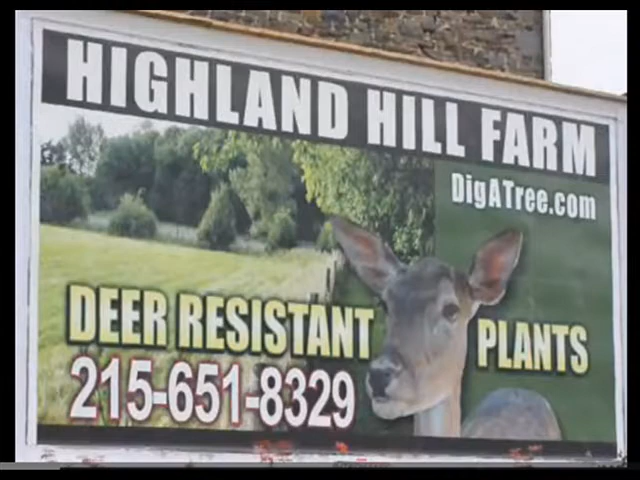 HIGHLAND HILL FARM
DigATree.com
DEER RESISTANT PLANTS
215-651-8329